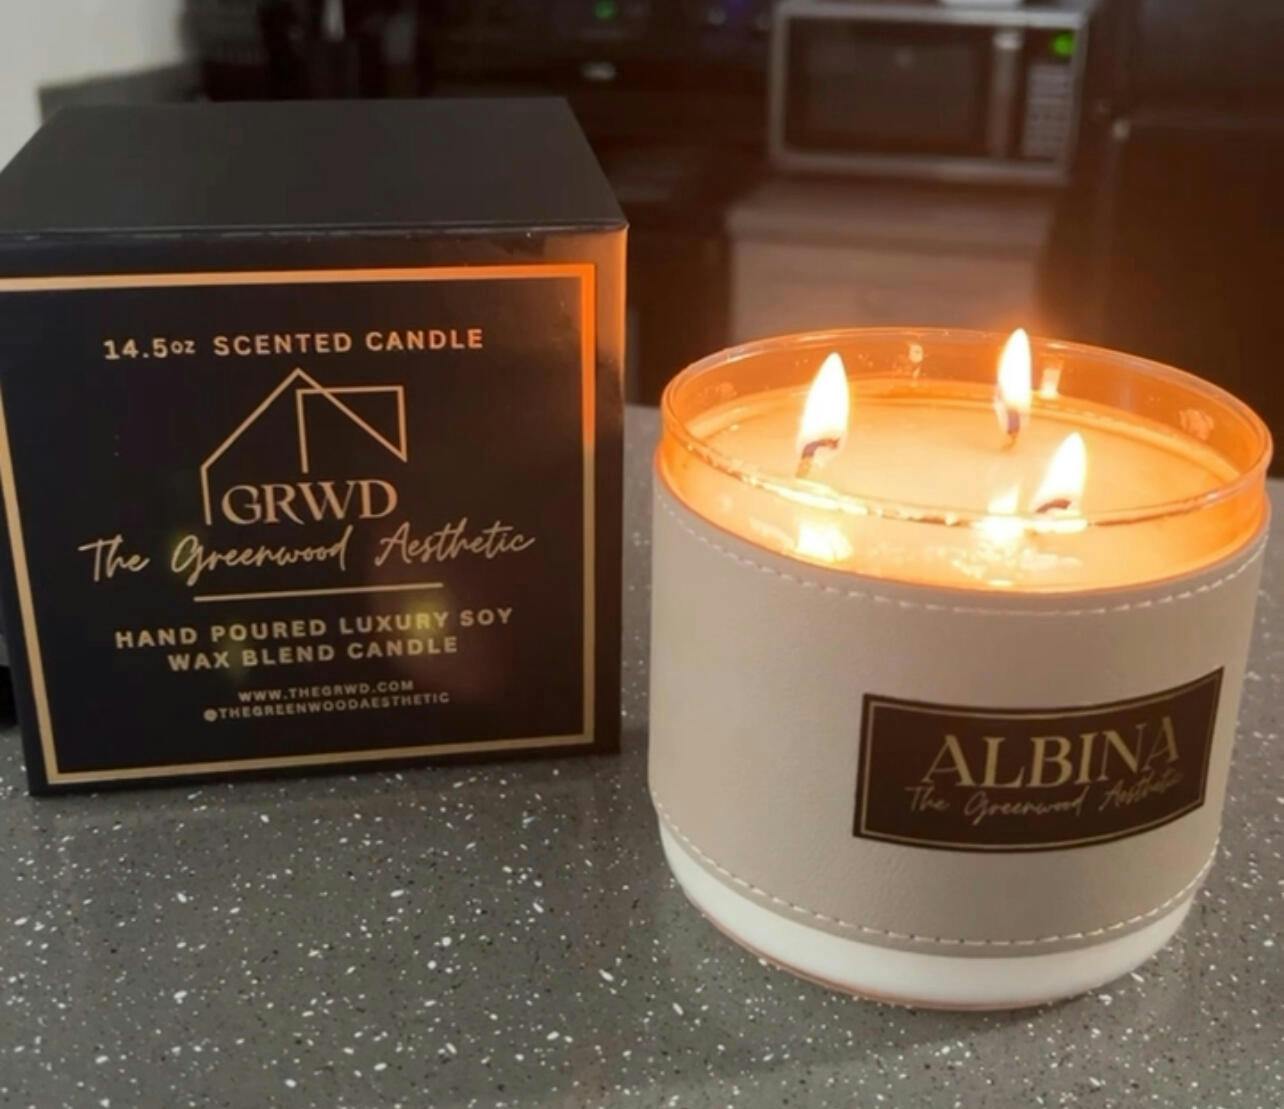 14.5oz SCENTED CANDLE
GRWD
The Greenwood Aesthetic
HAND POURED LUXURY SOY
WAX BLEND CANDLE
WWW.THEGRWD.COM
@THEGREENWOODAESTHETIC
ALBINA
The Greenwood Aesthetic